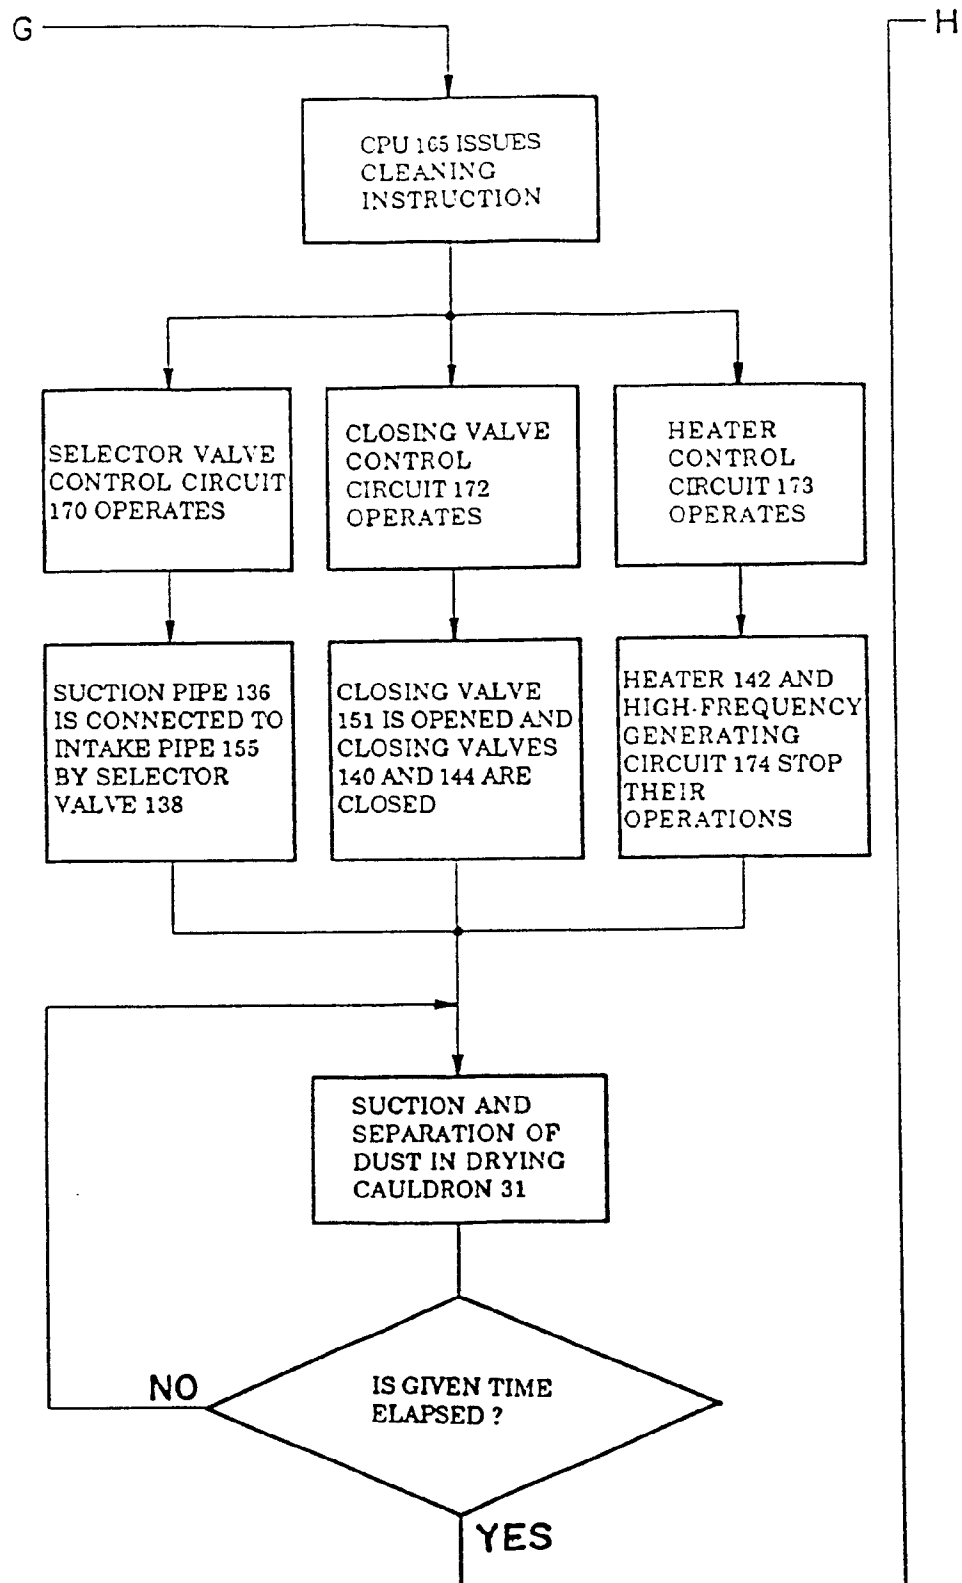 G
H
CPU 165 ISSUES
CLEANING
INSTRUCTION
SELECTOR VALVE
CONTROL CIRCUIT
170 OPERATES
CLOSING VALVE
CONTROL
CIRCUIT 172
OPERATES
HEATER
CONTROL
CIRCUIT 173
OPERATES
SUCTION PIPE 136
IS CONNECTED TO
INTAKE PIPE 155
BY SELECTOR
VALVE 138
CLOSING VALVE
151 IS OPENED AND
CLOSING VALVES
140 AND 144 ARE
CLOSED
HEATER 142 AND
HIGH-FREQUENCY
GENERATING
CIRCUIT 174 STOP
THEIR
OPERATIONS
SUCTION AND
SEPARATION OF
DUST IN DRYING
CAULDRON 31
NO
IS GIVEN TIME
ELAPSED ?
YES